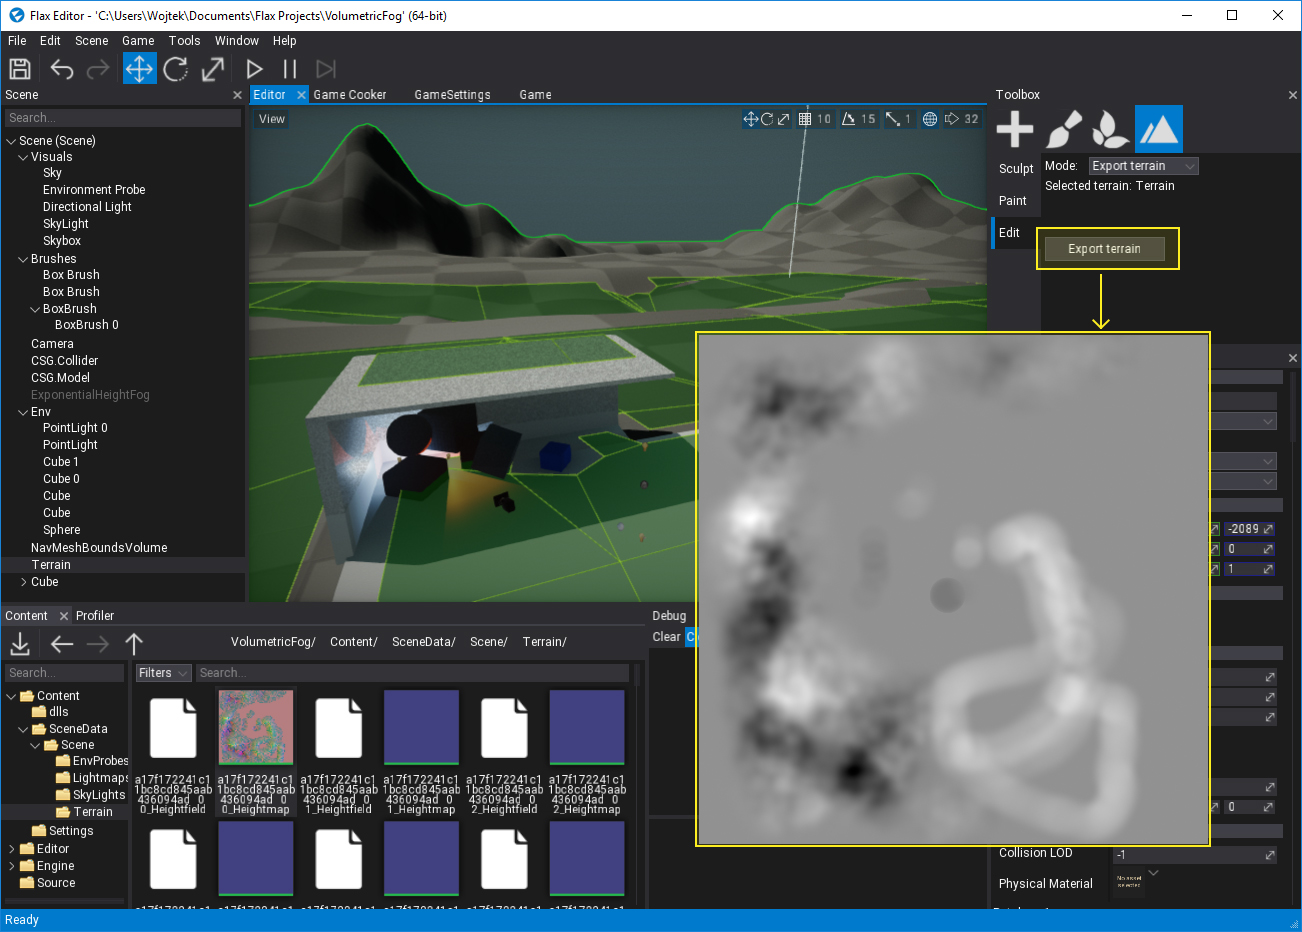 Flax Editor - 'C:\Users\Wojtek\Documents\Flax Projects\VolumetricFog' (64-bit)
File Edit Scene Game Tools Window Help
Scene
Search...
Scene (Scene)
Visuals
Sky
Environment Probe
Directional Light
SkyLight
Skybox
Brushes
Box Brush
Box Brush
BoxBrush
BoxBrush 0
Camera
CSG.Collider
CSG.Model
ExponentialHeightFog
Env
PointLight 0
PointLight
Cube 1
Cube 0
Cube
Cube
Sphere
NavMeshBoundsVolume
Terrain
Cube
Editor Game Cooker GameSettings Game
View 10 15 1 32
Toolbox
Sculpt
Paint
Edit
Mode: Export terrain
Selected terrain: Terrain
Export terrain
-2089
0
1
0
Collision LOD -1
Physical Material No asset selected
Content Profiler
VolumetricFog/ Content/ SceneData/ Scene/ Terrain/
Search...
Content
dlls
SceneData
Scene
EnvProbes
Lightmaps
SkyLights
Terrain
Settings
Editor
Engine
Source
Filters Search...
a17f172241c1 a17f172241c1 a17f172241c1 a17f172241c1 a17f172241c1 a17f172241c1
1bc8cd845aab 1bc8cd845aab 1bc8cd845aab 1bc8cd845aab 1bc8cd845aab 1bc8cd845aab
436094ad_0 436094ad_0 436094ad_0 436094ad_0 436094ad_0 436094ad_0
0_Heightfield 0_Heightmap 1_Heightfield 1_Heightmap 2_Heightfield 2_Heightmap
Debug
Clear
Ready